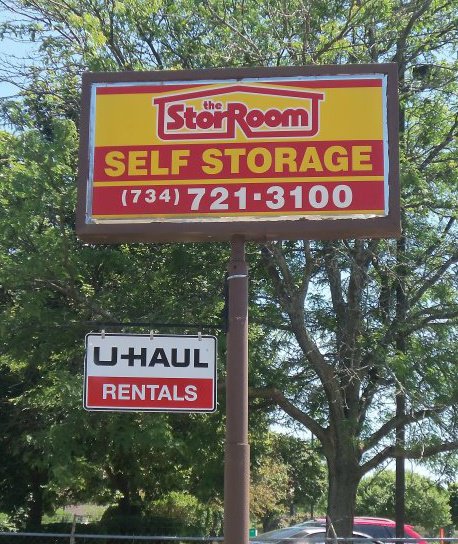 the
StorRoom
SELF STORAGE
(734) 721-3100
U-HAUL
RENTALS